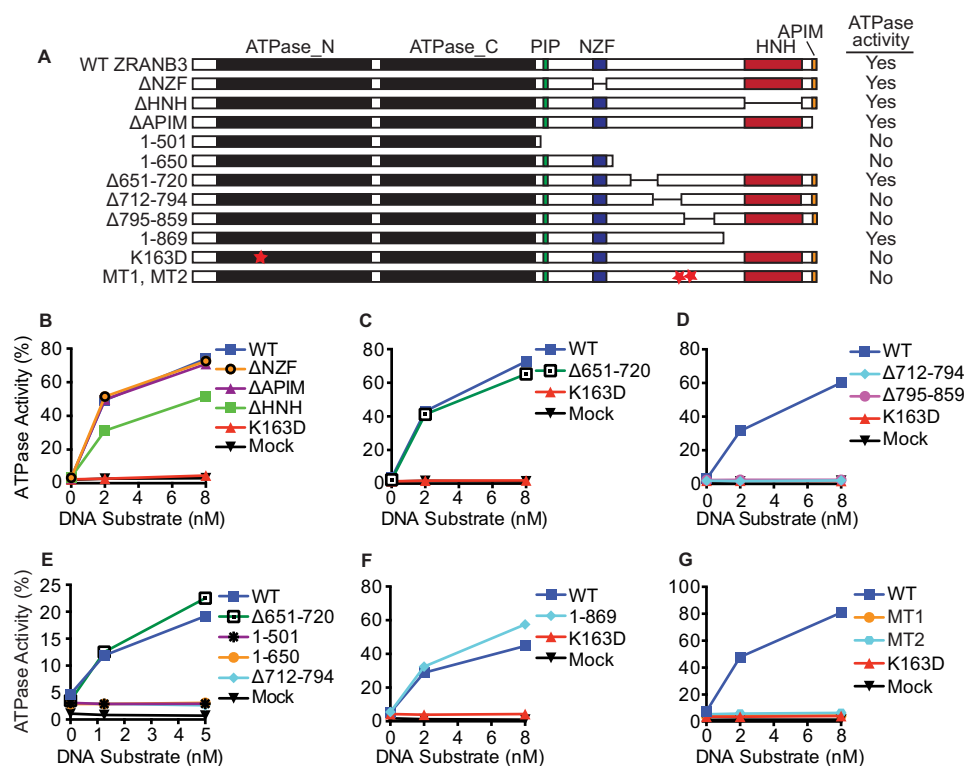 A
ATPase_N ATPase_C PIP NZF HNH APIM ATPase activity
WT ZRANB3 Yes
ΔNZF Yes
ΔHNH Yes
ΔAPIM Yes
1-501 No
1-650 No
Δ651-720 Yes
Δ712-794 No
Δ795-859 No
1-869 Yes
K163D No
MT1, MT2 No
B
ATPase Activity (%)
80
60
40
20
0
0 2 4 6 8
DNA Substrate (nM)
WT
ΔNZF
ΔAPIM
ΔHNH
K163D
Mock
C
80
60
40
20
0
0 2 4 6 8
DNA Substrate (nM)
WT
Δ651-720
K163D
Mock
D
80
60
40
20
0
0 2 4 6 8
DNA Substrate (nM)
WT
Δ712-794
Δ795-859
K163D
Mock
E
ATPase Activity (%)
25
20
15
10
5
0
0 1 2 3 4 5
DNA Substrate (nM)
WT
Δ651-720
1-501
1-650
Δ712-794
Mock
F
80
60
40
20
0
0 2 4 6 8
DNA Substrate (nM)
WT
1-869
K163D
Mock
G
100
80
60
40
20
0
0 2 4 6 8
DNA Substrate (nM)
WT
MT1
MT2
K163D
Mock